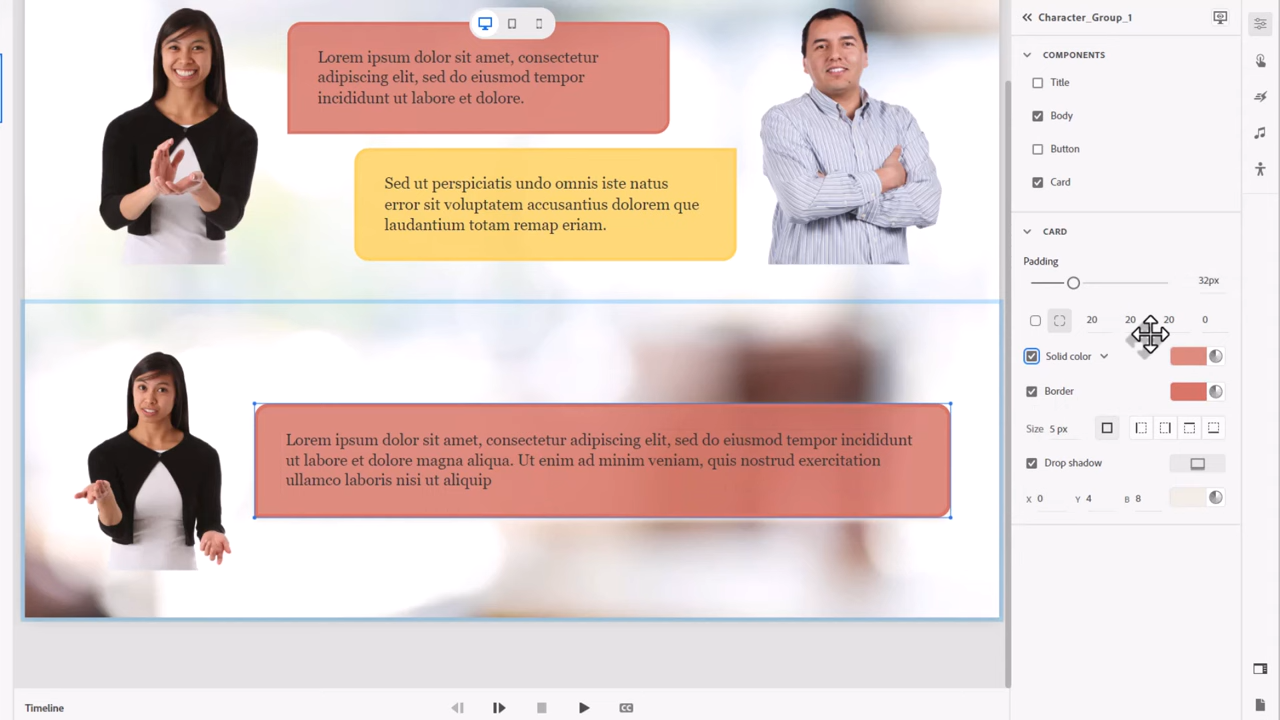 Character_Group_1
Lorem ipsum dolor sit amet, consectetur
adipiscing elit, sed do eiusmod tempor
incididunt ut labore et dolore.
Sed ut perspiciatis undo omnis iste natus
error sit voluptatem accusantius dolorem que
laudantium totam remap eriam.
Lorem ipsum dolor sit amet, consectetur adipiscing elit, sed do eiusmod tempor incididunt
ut labore et dolore magna aliqua. Ut enim ad minim veniam, quis nostrud exercitation
ullamco laboris nisi ut aliquip
COMPONENTS
Title
Body
Button
Card
CARD
Padding
32px
20 20 20 0
Solid color
Border
Size 5 px
Drop shadow
X 0 Y 4 B 8
Timeline
CC